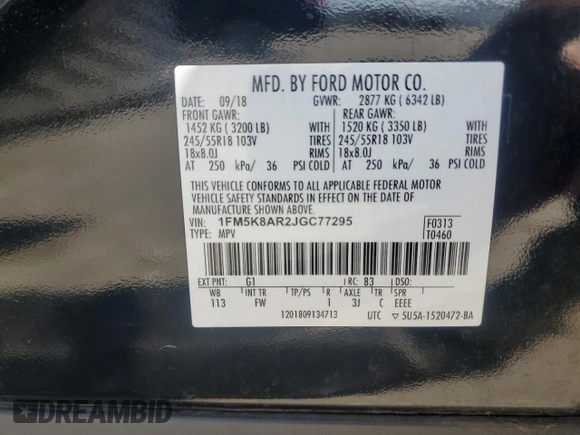 MFD. BY FORD MOTOR CO.
DATE: 09/18 GVWR: 2877 KG ( 6342 LB)
FRONT GAWR: REAR GAWR:
1452 KG ( 3200 LB) WITH 1520 KG ( 3350 LB) WITH
245/55R18 103V TIRES 245/55R18 103V TIRES
18x8.0J RIMS 18x8.0J RIMS
AT 250 kPa/ 36 PSI COLD AT 250 kPa/ 36 PSI COLD
THIS VEHICLE CONFORMS TO ALL APPLICABLE FEDERAL MOTOR
VEHICLE SAFETY STANDARDS IN EFFECT ON THE DATE OF
MANUFACTURE SHOWN ABOVE.
VIN: 1FM5K8AR2JGC77295 F0313
TYPE: MPV T0460
EXT PNT: G1 RC: 83 DSO:
WB INT TR TP/PS R AXLE TR SPR
113 FW 1 3J C EEEE
1201809134713 UTC ▽ 5U5A-1520472-BA
DREAMBID